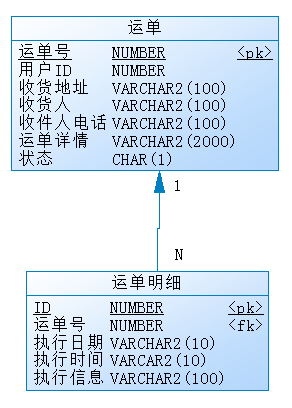 运单
运单号 NUMBER <pk>
用户ID NUMBER
收货地址 VARCHAR2(100)
收货人 VARCHAR2(100)
收件人电话 VARCHAR2(100)
运单详情 VARCHAR2(2000)
状态 CHAR(1)
1
N
运单明细
ID NUMBER <pk>
运单号 NUMBER <fk>
执行日期 VARCHAR2(10)
执行时间 VARCAR2(10)
执行信息 VARCHAR2(100)